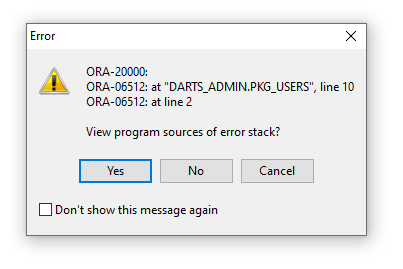 Error
ORA-20000:
ORA-06512: at "DARTS_ADMIN.PKG_USERS", line 10
ORA-06512: at line 2
View program sources of error stack?
Yes
No
Cancel
Don't show this message again